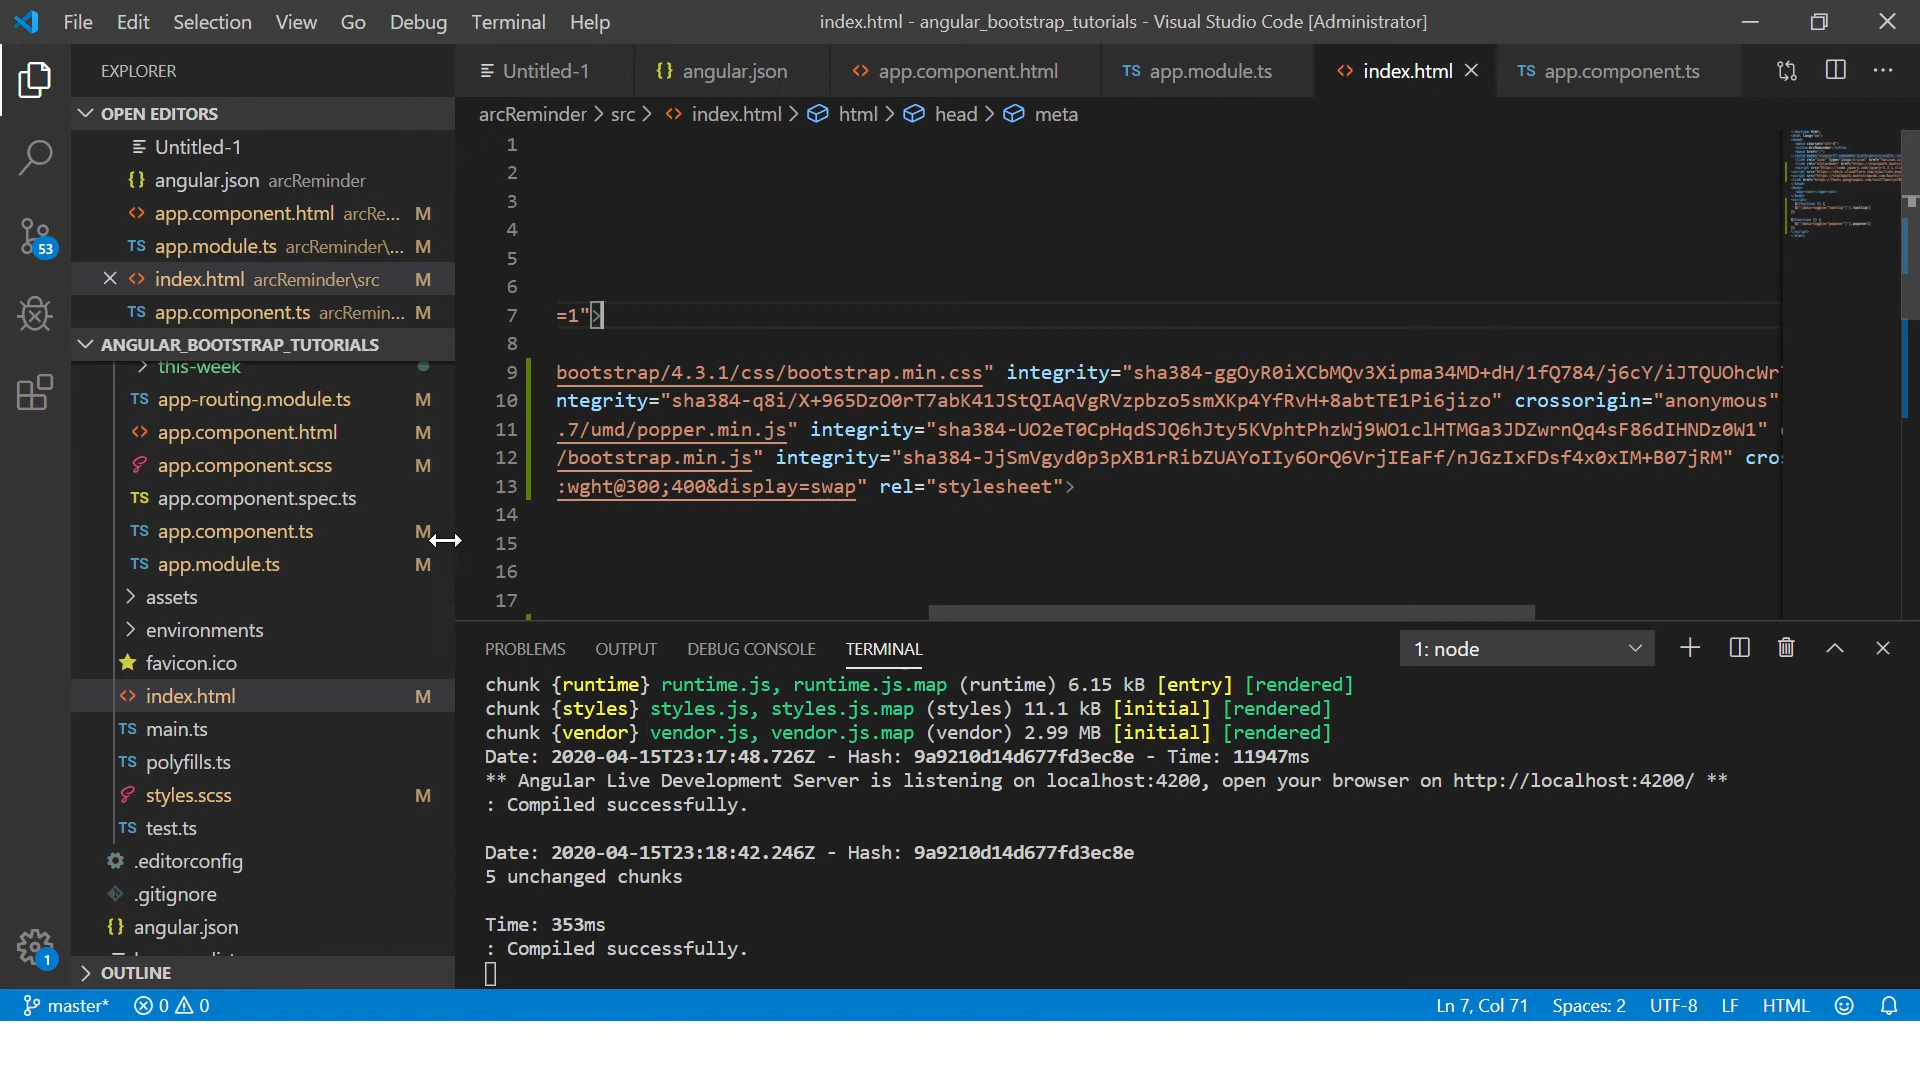 File Edit Selection View Go Debug Terminal Help index.html - angular_bootstrap_tutorials - Visual Studio Code [Administrator]
EXPLORER
OPEN EDITORS
Untitled-1
angular.json arcReminder
app.component.html arcRe... M
app.module.ts arcReminder\... M
index.html arcReminder\src M
app.component.ts arcRemin... M
ANGULAR_BOOTSTRAP_TUTORIALS
this-week
app-routing.module.ts M
app.component.html M
app.component.scss M
app.component.spec.ts
app.component.ts M
app.module.ts M
assets
environments
favicon.ico
index.html M
main.ts
polyfills.ts
styles.scss M
test.ts
.editorconfig
.gitignore
angular.json
OUTLINE
53
1
Untitled-1 {} angular.json <> app.component.html TS app.module.ts <> index.html TS app.component.ts
arcReminder > src > <> index.html > html > head > meta
1
2
3
4
5
6
7 =1">
8
9 bootstrap/4.3.1/css/bootstrap.min.css" integrity="sha384-ggOyR0iXCbMQv3Xipma34MD+dH/1fQ784/j6cY/iJTQUOhcWr
10 ntegrity="sha384-q8i/X+965DzO0rT7abK41JStQIAqVgRVzpbzo5smXKp4YfRvH+8abtTE1Pi6jizo" crossorigin="anonymous"
11 .7/umd/popper.min.js" integrity="sha384-UO2eT0CpHqdSJQ6hJty5KVphtPhzWj9WO1clHTMGa3JDZwrnQq4sF86dIHNDz0W1"
12 /bootstrap.min.js" integrity="sha384-JjSmVgyd0p3pXB1rRibZUAYoIIy6OrQ6VrjIEaFf/nJGzIxFDsf4x0xIM+B07jRM" cro
13 :wght@300;400&display=swap" rel="stylesheet">
14
15
16
17
PROBLEMS OUTPUT DEBUG CONSOLE TERMINAL 1: node
chunk {runtime} runtime.js, runtime.js.map (runtime) 6.15 kB [entry] [rendered]
chunk {styles} styles.js, styles.js.map (styles) 11.1 kB [initial] [rendered]
chunk {vendor} vendor.js, vendor.js.map (vendor) 2.99 MB [initial] [rendered]
Date: 2020-04-15T23:17:48.726Z - Hash: 9a9210d14d677fd3ec8e - Time: 11947ms
** Angular Live Development Server is listening on localhost:4200, open your browser on http://localhost:4200/ **
: Compiled successfully.
Date: 2020-04-15T23:18:42.246Z - Hash: 9a9210d14d677fd3ec8e
5 unchanged chunks
Time: 353ms
: Compiled successfully.
master* 0 0 Ln 7, Col 71 Spaces: 2 UTF-8 LF HTML